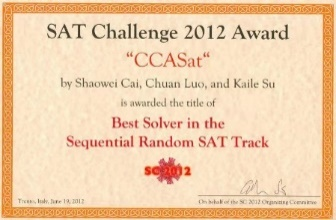 SAT Challenge 2012 Award
"CCASat"
by Shaowei Cai, Chuan Luo, and Kaile Su
is awarded the title of
Best Solver in the
Sequential Random SAT Track
SC2012
Trento, Italy, June 19, 2012
On behalf of the SC 2012 Organizing Committee